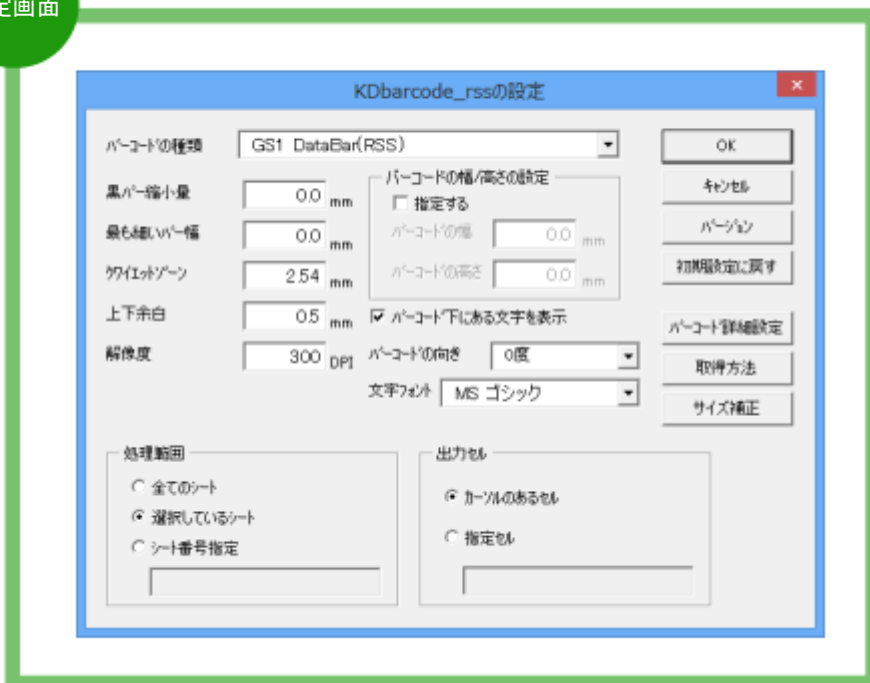 定画面
KDbarcode_rssの設定
バーコードの種類 GS1 DataBar(RSS) OK
黒バー縮小量 0.0 mm バーコードの幅/高さの設定 キャンセル
指定する
最も細いバー幅 0.0 mm バーコードの幅 0.0 mm バージョン
クワイエットゾーン 2.54 mm バーコードの高さ 0.0 mm 初期設定に戻す
上下余白 0.5 mm バーコード下にある文字を表示 バーコード詳細設定
解像度 300 DPI バーコードの向き 0度 取得方法
文字フォント MS ゴシック サイズ補正
処理範囲 出力セル
全てのシート カーソルのあるセル
選択しているシート
シート番号指定 指定セル